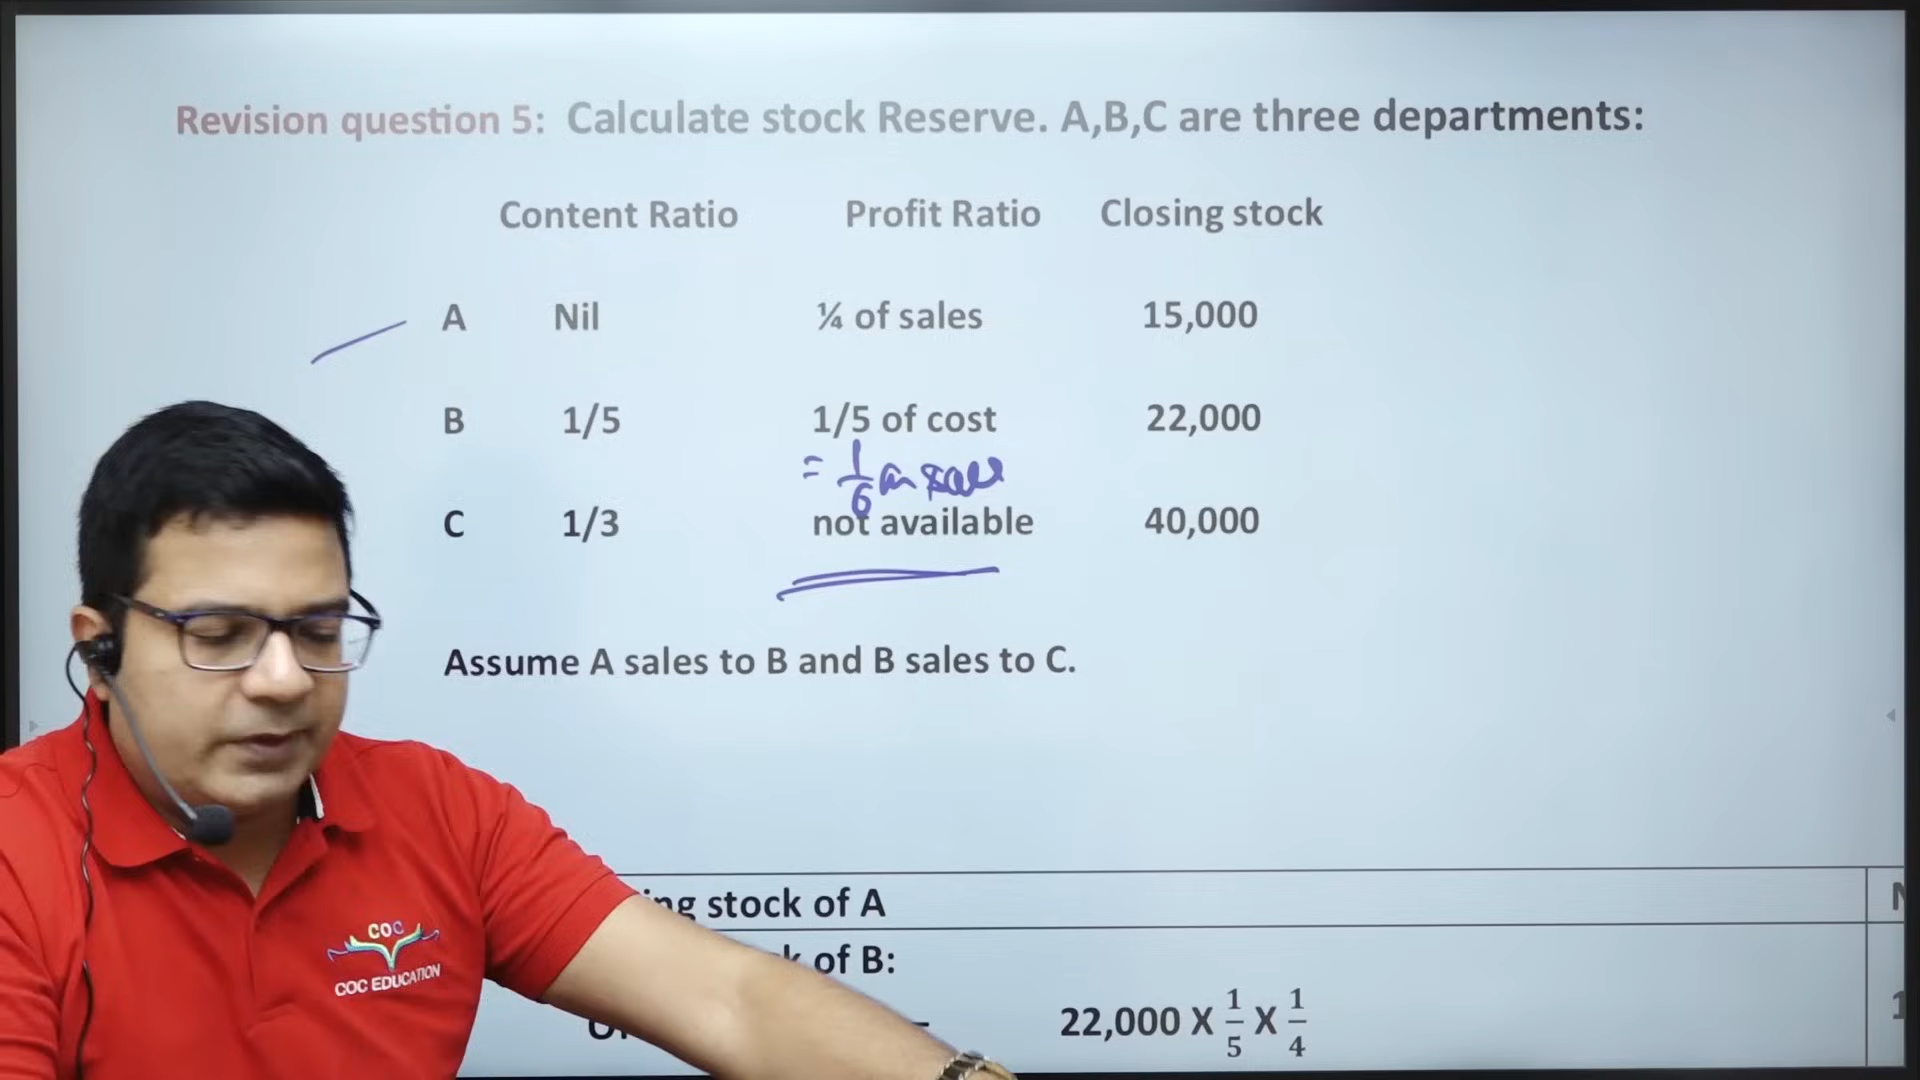 Revision question 5: Calculate stock Reserve. A,B,C are three departments:
Content Ratio Profit Ratio Closing stock
A Nil ¼ of sales 15,000
B 1/5 1/5 of cost 22,000
= 1/6 on sales
C 1/3 not available 40,000
Assume A sales to B and B sales to C.
stock of A
of B:
22,000 X 1/5 X 1/4
COC
COC EDUCATION